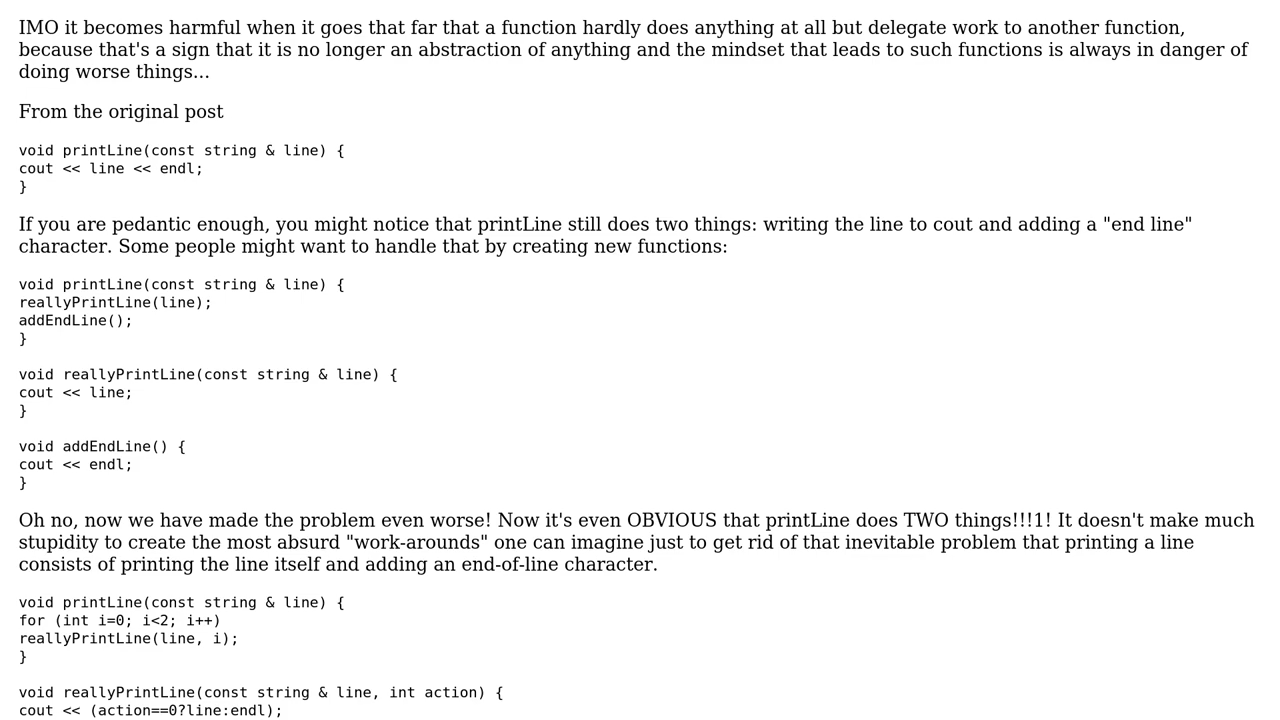 IMO it becomes harmful when it goes that far that a function hardly does anything at all but delegate work to another function,
because that's a sign that it is no longer an abstraction of anything and the mindset that leads to such functions is always in danger of
doing worse things...
From the original post
void printLine(const string & line) {
cout << line << endl;
}
If you are pedantic enough, you might notice that printLine still does two things: writing the line to cout and adding a "end line"
character. Some people might want to handle that by creating new functions:
void printLine(const string & line) {
reallyPrintLine(line);
addEndLine();
}
void reallyPrintLine(const string & line) {
cout << line;
}
void addEndLine() {
cout << endl;
}
Oh no, now we have made the problem even worse! Now it's even OBVIOUS that printLine does TWO things!!!1! It doesn't make much
stupidity to create the most absurd "work-arounds" one can imagine just to get rid of that inevitable problem that printing a line
consists of printing the line itself and adding an end-of-line character.
void printLine(const string & line) {
for (int i=0; i<2; i++)
reallyPrintLine(line, i);
}
void reallyPrintLine(const string & line, int action) {
cout << (action==0?line:endl);